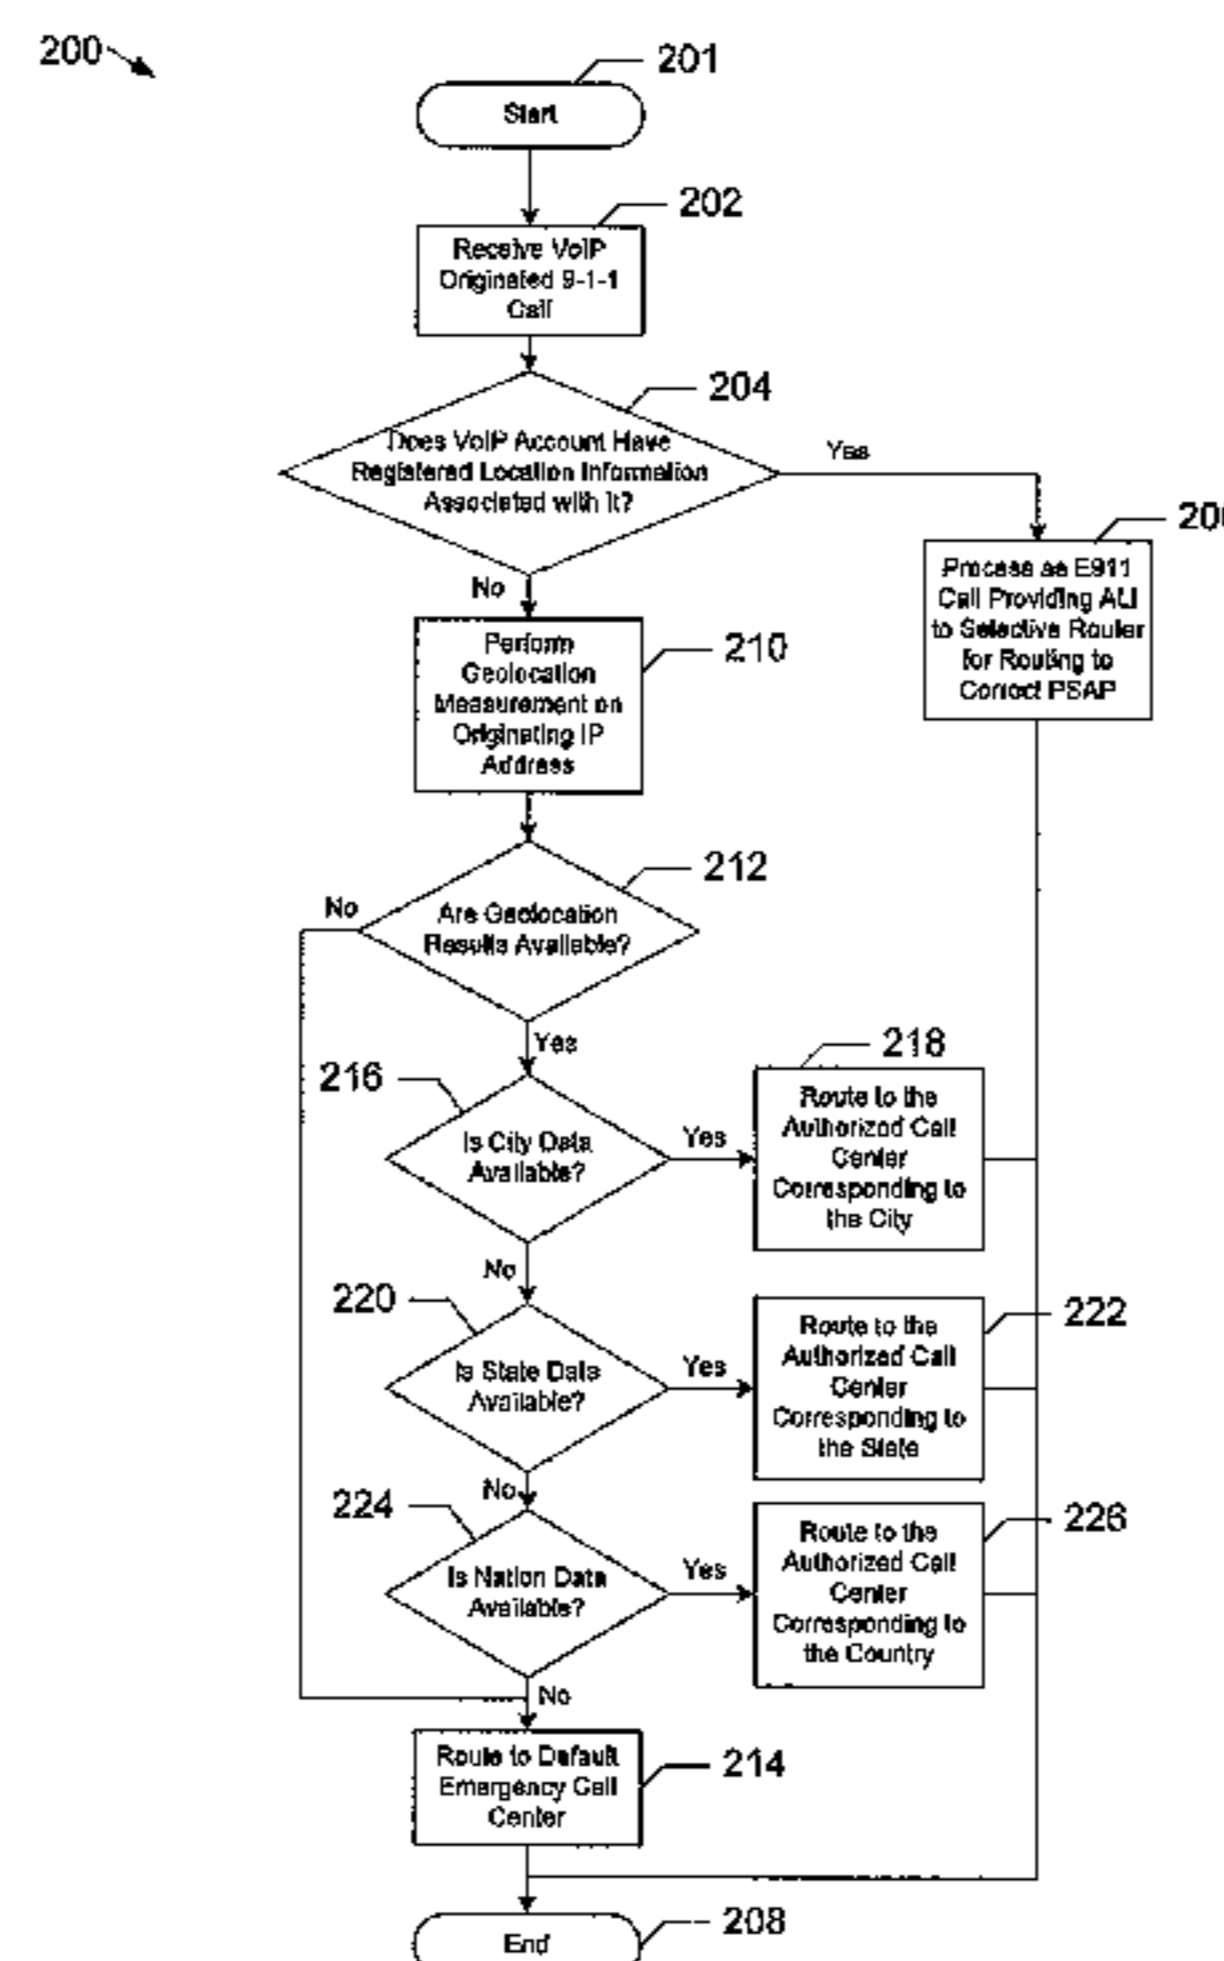 200
201
Start
202
Receive VoIP
Originated 9-1-1
Call
204
Does VoIP Account Have
Registered Location Information
Associated with It?
Yes
No
Process as E911
Call Providing ALI
to Selective Router
for Routing to
Correct PSAP
210
Perform
Geolocation
Measurement on
Originating IP
Address
212
Are Geolocation
Results Available?
No
Yes
216
Is City Data
Available?
Yes
218
Route to the
Authorized Call
Center
Corresponding to
the City
No
220
Is State Data
Available?
Yes
222
Route to the
Authorized Call
Center
Corresponding to
the State
No
224
Is Nation Data
Available?
Yes
226
Route to the
Authorized Call
Center
Corresponding to
the Country
No
214
Route to Default
Emergency Call
Center
208
End